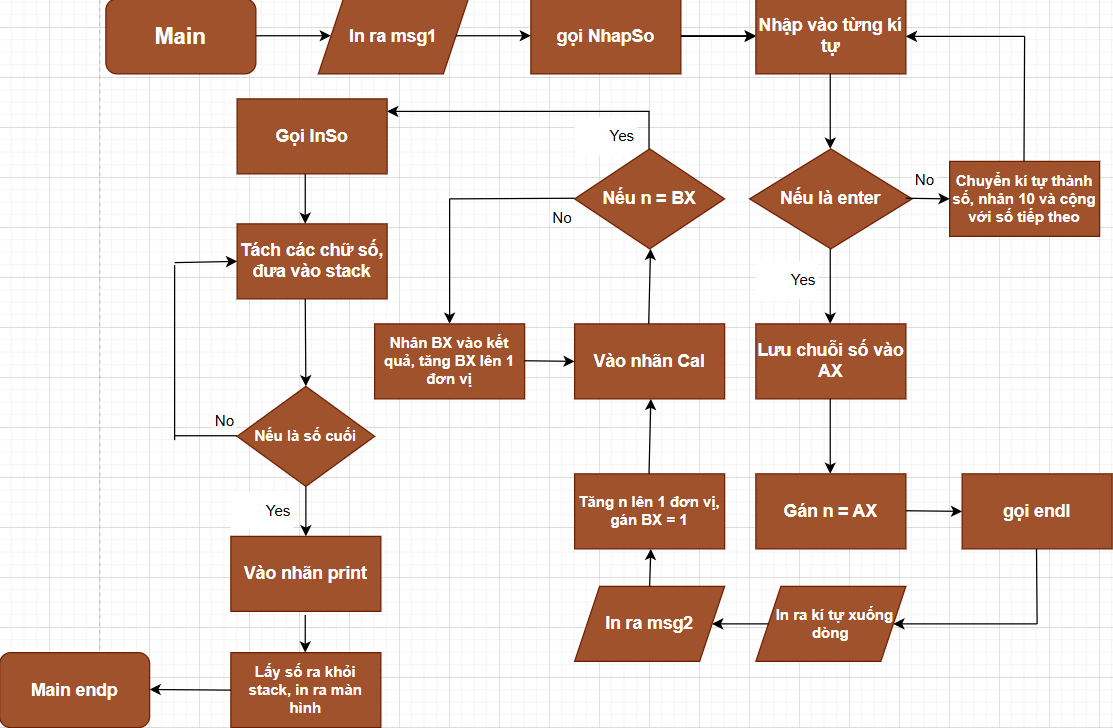 Main
In ra msg1
gọi NhapSo
Nhập vào từng kí
tự
Gọi InSo
Yes
Nếu n = BX
No
Nếu là enter
No
Chuyển kí tự thành
số, nhân 10 và cộng
với số tiếp theo
Tách các chữ số,
đưa vào stack
Yes
Nhân BX vào kết
quả, tăng BX lên 1
đơn vị
Vào nhãn Cal
Lưu chuỗi số vào
AX
No
Nếu là số cuối
Yes
Tăng n lên 1 đơn vị,
gán BX = 1
Gán n = AX
gọi endl
Vào nhãn print
In ra msg2
In ra kí tự xuống
dòng
Main endp
Lấy số ra khỏi
stack, in ra màn
hình